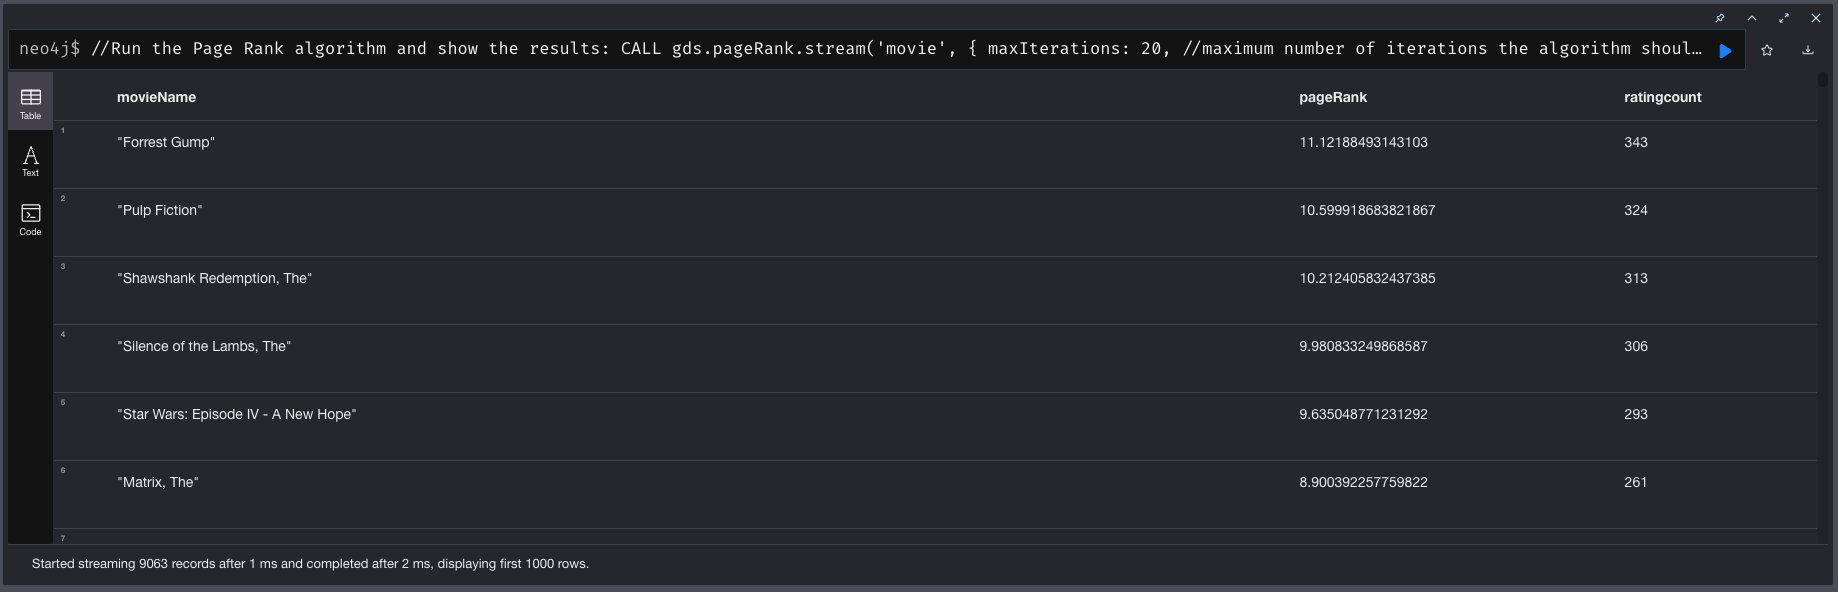 neo4j$ //Run the Page Rank algorithm and show the results: CALL gds.pageRank.stream('movie', { maxIterations: 20, //maximum number of iterations the algorithm shoul…
Table
Text
Code
movieName pageRank ratingcount
1 "Forrest Gump" 11.12188493143103 343
2 "Pulp Fiction" 10.599918683821867 324
3 "Shawshank Redemption, The" 10.212405832437385 313
4 "Silence of the Lambs, The" 9.980833249868587 306
5 "Star Wars: Episode IV - A New Hope" 9.635048771231292 293
6 "Matrix, The" 8.900392257759822 261
7
Started streaming 9063 records after 1 ms and completed after 2 ms, displaying first 1000 rows.